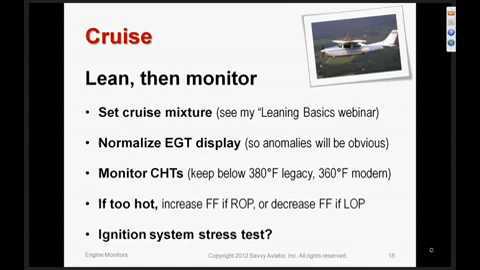 Cruise
Lean, then monitor
• Set cruise mixture (see my "Leaning Basics webinar)
• Normalize EGT display (so anomalies will be obvious)
• Monitor CHTs (keep below 380°F legacy, 360°F modern)
• If too hot, increase FF if ROP, or decrease FF if LOP
• Ignition system stress test?
Engine Monitors
Copyright 2012 Savvy Aviator, Inc. All rights reserved.
15